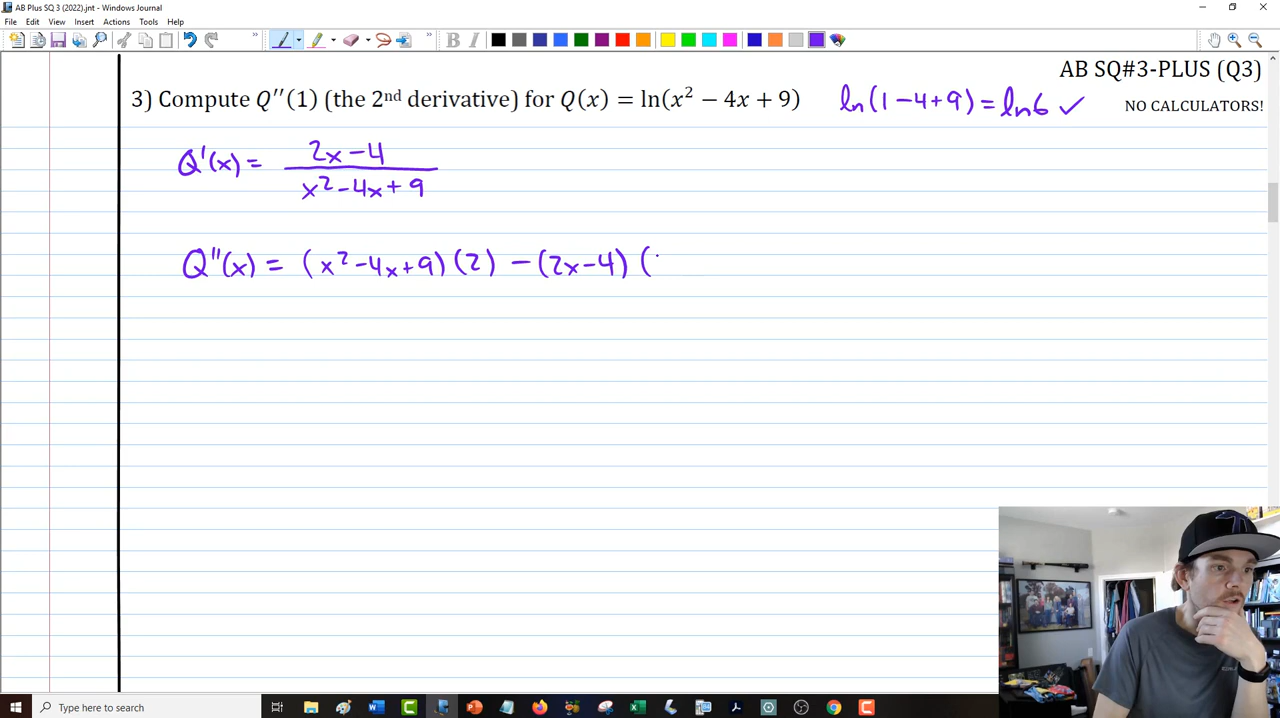 AB Plus SQ 3 (2022).jnt - Windows Journal
File Edit View Insert Actions Tools Help
AB SQ#3-PLUS (Q3)
3) Compute Q′′(1) (the 2nd derivative) for Q(x) = ln(x² − 4x + 9) ln(1-4+9) = ln6 ✓
NO CALCULATORS!
Q'(x) = 2x-4
x²-4x+9
Q"(x) = (x²-4x+9)(2) - (2x-4)(
Type here to search